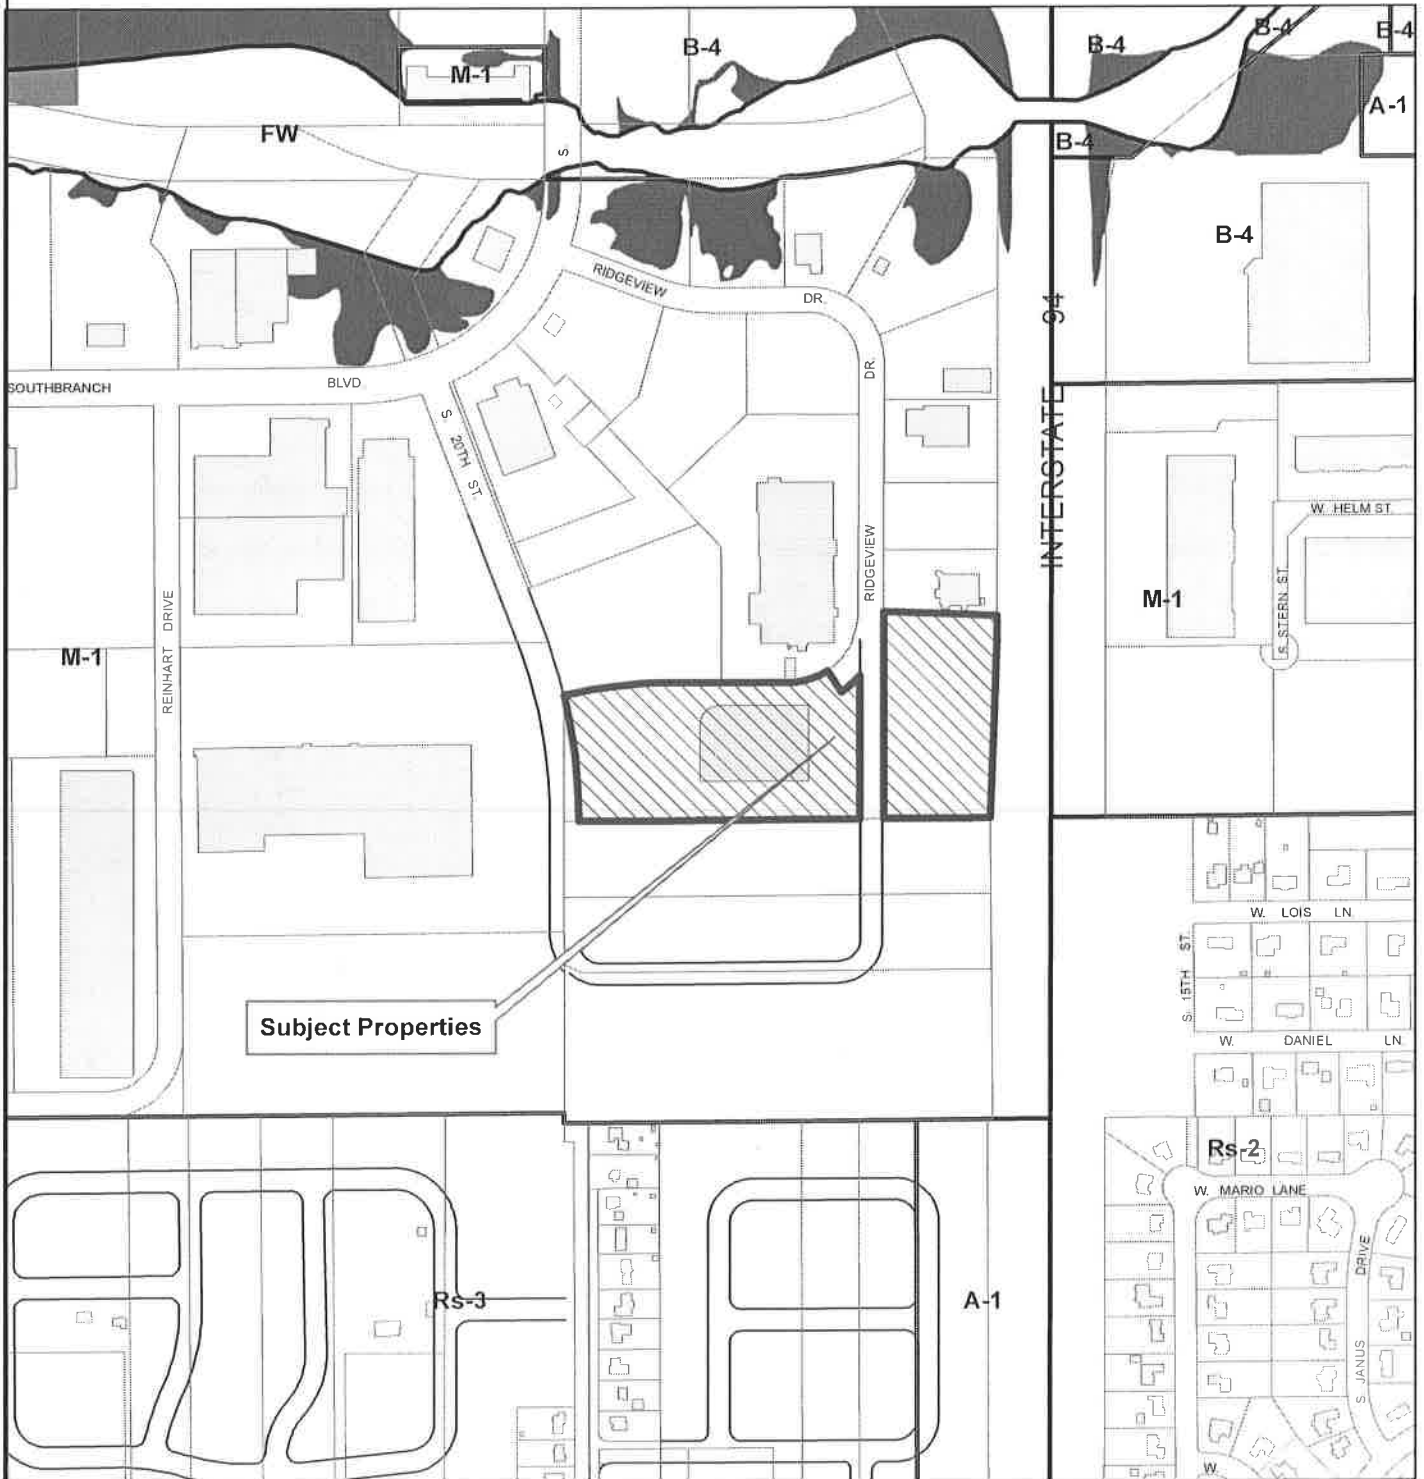 B-4
B-4
B-4
B-4
M-1
A-1
FW
B-4
S
B-4
RIDGEVIEW
DR.
INTERSTATE 94
DR.
SOUTHBRANCH
BLVD.
S. 20TH ST.
W. HELM ST.
RIDGEVIEW
M-1
S. STERN ST.
REINHART DRIVE
M-1
W. LOIS LN.
S. 15TH ST.
Subject Properties
W. DANIEL LN.
Rs-2
W. MARIO LANE
S. JANUS DRIVE
Rs-3
A-1
W.